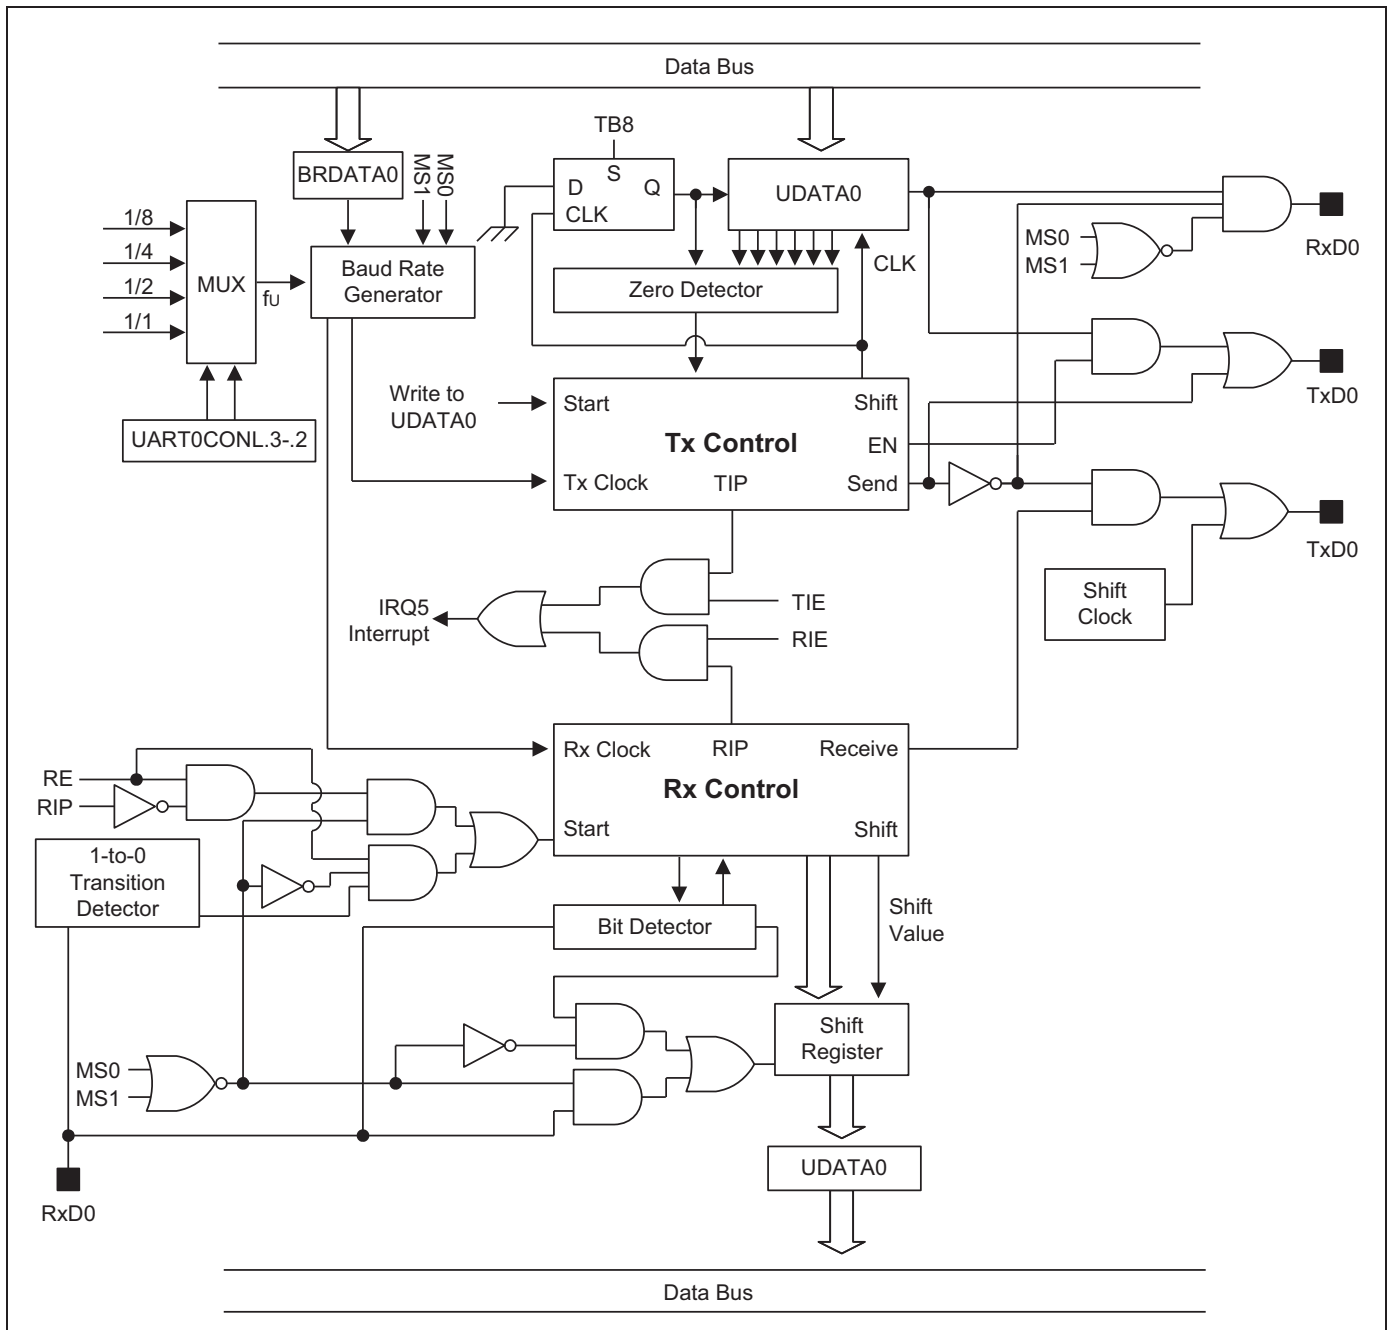 Data Bus
TB8
BRDATA0
MS1
MS0
D
S
Q
CLK
UDATA0
1/8
1/4
1/2
1/1
MUX
fU
Baud Rate
Generator
Zero Detector
CLK
MS0
MS1
RxD0
UART0CONL.3-.2
Write to
UDATA0
Start
Shift
Tx Control
EN
Tx Clock
TIP
Send
TxD0
TxD0
IRQ5
Interrupt
TIE
RIE
Shift
Clock
Rx Clock
RIP
Receive
Rx Control
Start
Shift
RE
RIP
1-to-0
Transition
Detector
Bit Detector
Shift
Value
Shift
Register
MS0
MS1
UDATA0
RxD0
Data Bus